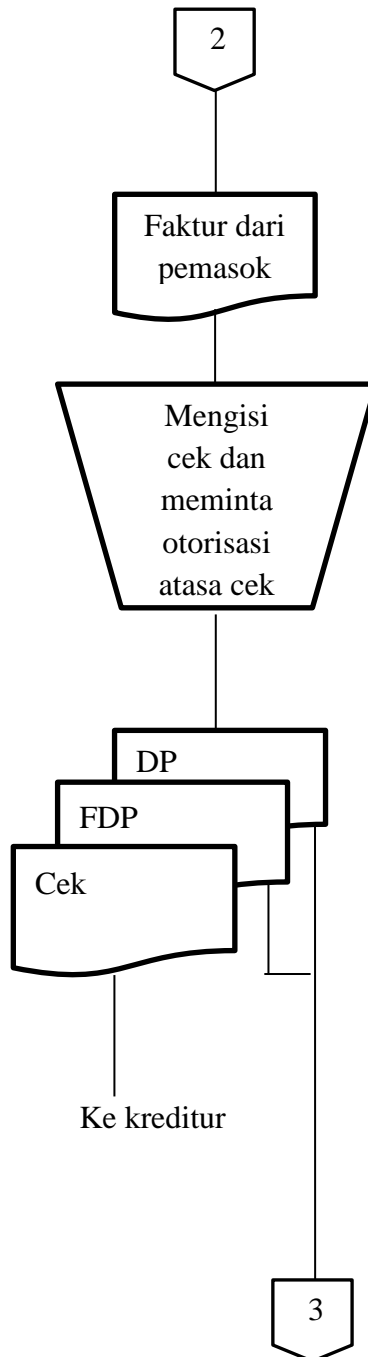 2
Faktur dari
pemasok
Mengisi
cek dan
meminta
otorisasi
atasa cek
DP
FDP
Cek
Ke kreditur
3